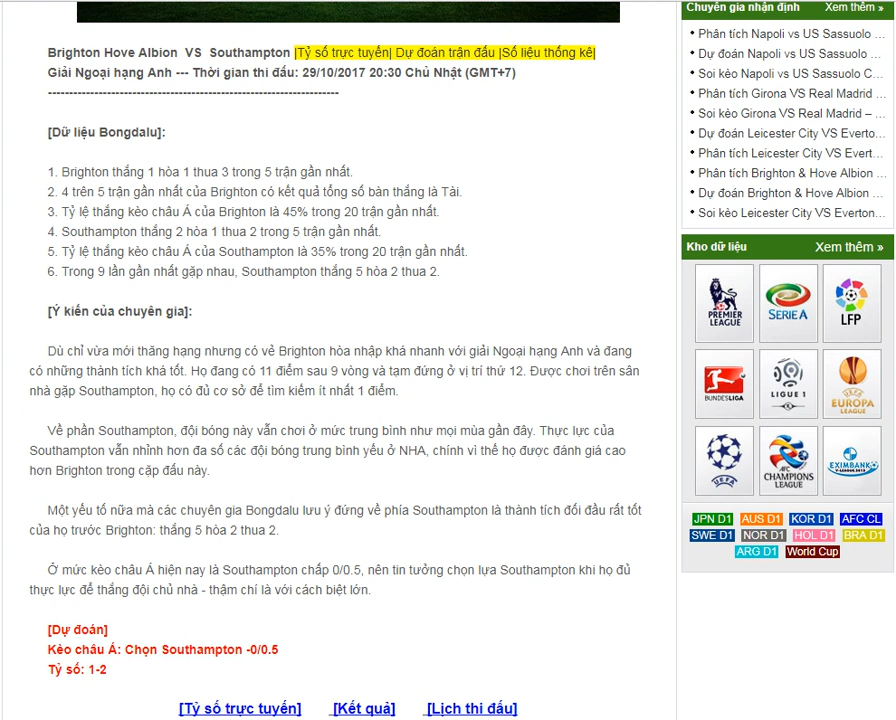 Brighton Hove Albion VS Southampton |Tỷ số trực tuyến| Dự đoán trận đấu |Số liệu thống kê|
Giải Ngoại hạng Anh --- Thời gian thi đấu: 29/10/2017 20:30 Chủ Nhật (GMT+7)
----------------------------------------------------------------------
[Dữ liệu Bongdalu]:
1. Brighton thắng 1 hòa 1 thua 3 trong 5 trận gần nhất.
2. 4 trên 5 trận gần nhất của Brighton có kết quả tổng số bàn thắng là Tài.
3. Tỷ lệ thắng kèo châu Á của Brighton là 45% trong 20 trận gần nhất.
4. Southampton thắng 2 hòa 1 thua 2 trong 5 trận gần nhất.
5. Tỷ lệ thắng kèo châu Á của Southampton là 35% trong 20 trận gần nhất.
6. Trong 9 lần gần nhất gặp nhau, Southampton thắng 5 hòa 2 thua 2.
[Ý kiến của chuyên gia]:
Dù chỉ vừa mới thăng hạng nhưng có vẻ Brighton hòa nhập khá nhanh với giải Ngoại hạng Anh và đang
có những thành tích khá tốt. Họ đang có 11 điểm sau 9 vòng và tạm đứng ở vị trí thứ 12. Được chơi trên sân
nhà gặp Southampton, họ có đủ cơ sở để tìm kiếm ít nhất 1 điểm.
Về phần Southampton, đội bóng này vẫn chơi ở mức trung bình như mọi mùa gần đây. Thực lực của
Southampton vẫn nhỉnh hơn đa số các đội bóng trung bình yếu ở NHA, chính vì thế họ được đánh giá cao
hơn Brighton trong cặp đấu này.
Một yếu tố nữa mà các chuyên gia Bongdalu lưu ý đứng về phía Southampton là thành tích đối đầu rất tốt
của họ trước Brighton: thắng 5 hòa 2 thua 2.
Ở mức kèo châu Á hiện nay là Southampton chấp 0/0.5, nên tin tưởng chọn lựa Southampton khi họ đủ
thực lực để thắng đội chủ nhà - thậm chí là với cách biệt lớn.
[Dự đoán]
Kèo châu Á: Chọn Southampton -0/0.5
Tỷ số: 1-2
[Tỷ số trực tuyến] [Kết quả] [Lịch thi đấu]
Chuyên gia nhận định Xem thêm »
Phân tích Napoli vs US Sassuolo ...
Dự đoán Napoli vs US Sassuolo ...
Soi kèo Napoli vs US Sassuolo C...
Phân tích Girona VS Real Madrid ...
Soi kèo Girona VS Real Madrid – ...
Dự đoán Leicester City VS Everto...
Phân tích Leicester City VS Evert...
Phân tích Brighton & Hove Albion ...
Dự đoán Brighton & Hove Albion ...
Soi kèo Leicester City VS Everton...
Kho dữ liệu Xem thêm »
PREMIER LEAGUE SERIE A LFP
BUNDESLIGA LIGUE 1 UEFA EUROPA LEAGUE
UEFA AFC CHAMPIONS LEAGUE EXIMBANK V-LEAGUE 2012
JPN D1 AUS D1 KOR D1 AFC CL
SWE D1 NOR D1 HOL D1 BRA D1
ARG D1 World Cup